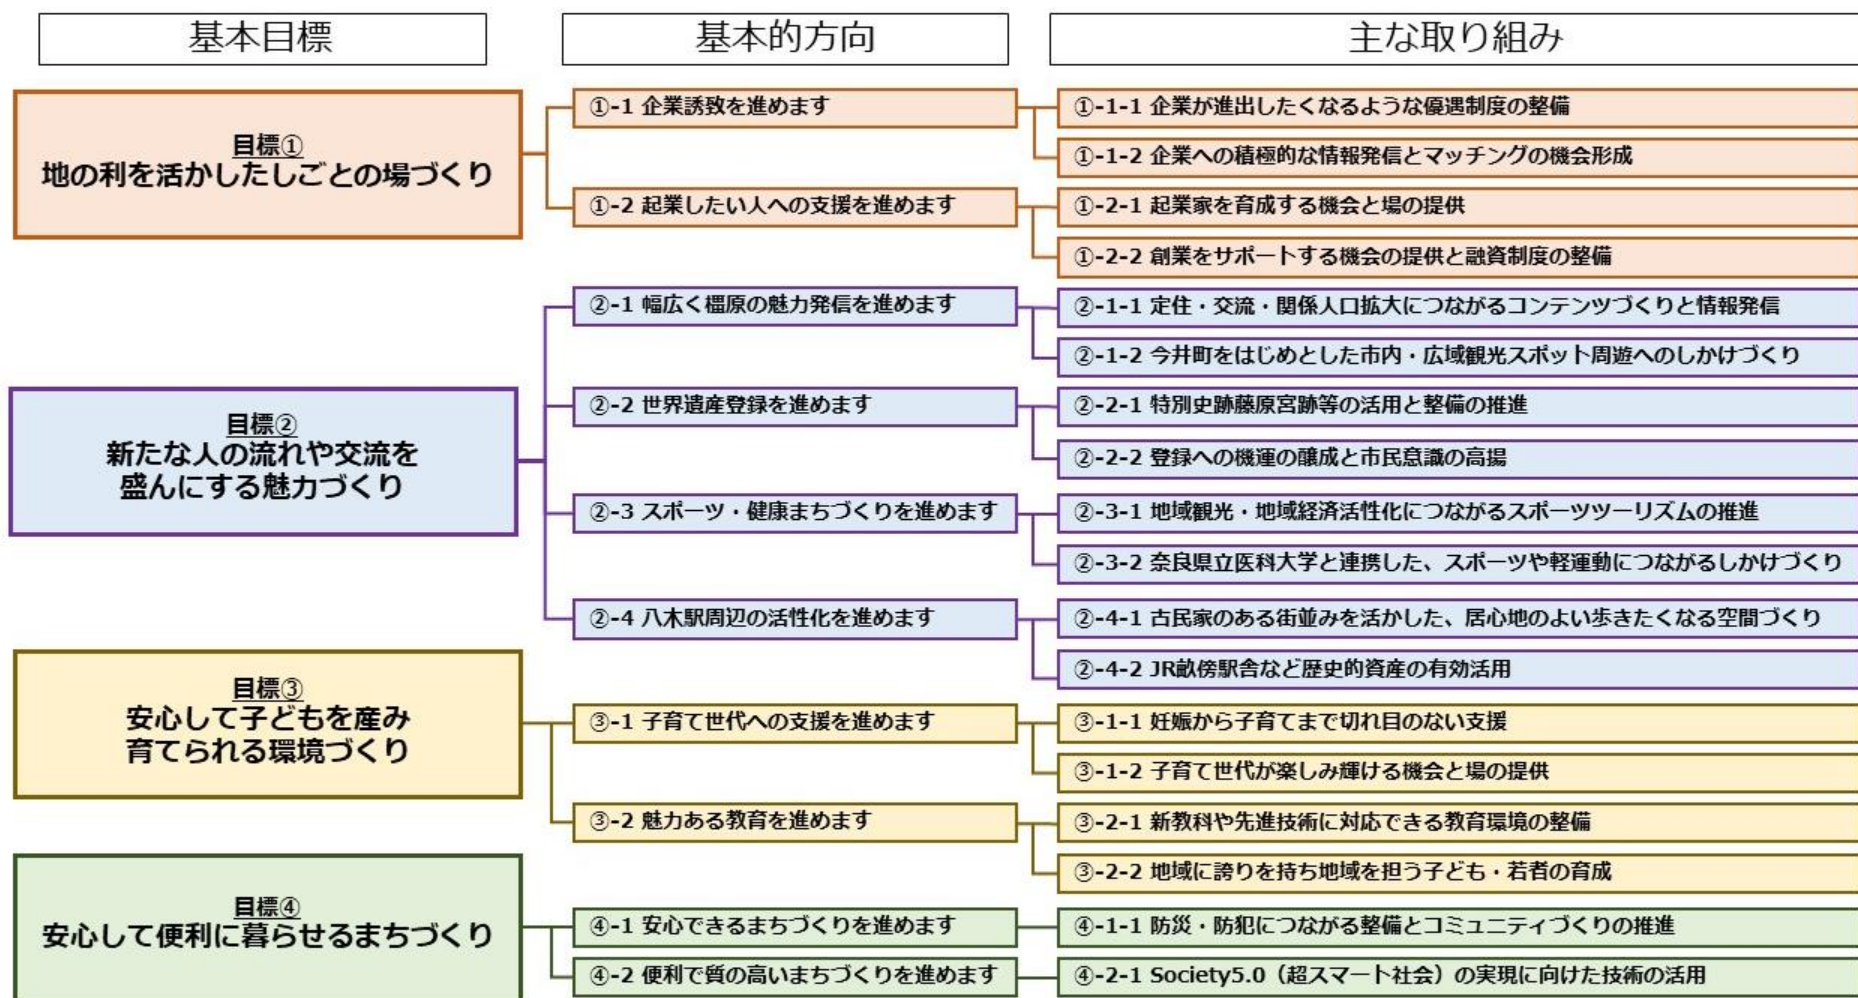 基本目標
基本的方向
主な取り組み
目標①
地の利を活かしたしごとの場づくり
①-1 企業誘致を進めます
①-1-1 企業が進出したくなるような優遇制度の整備
①-1-2 企業への積極的な情報発信とマッチングの機会形成
①-2 起業したい人への支援を進めます
①-2-1 起業家を育成する機会と場の提供
①-2-2 創業をサポートする機会の提供と融資制度の整備
目標②
新たな人の流れや交流を
盛んにする魅力づくり
②-1 幅広く橿原の魅力発信を進めます
②-1-1 定住・交流・関係人口拡大につながるコンテンツづくりと情報発信
②-1-2 今井町をはじめとした市内・広域観光スポット周遊へのしかけづくり
②-2 世界遺産登録を進めます
②-2-1 特別史跡藤原宮跡等の活用と整備の推進
②-2-2 登録への機運の醸成と市民意識の高揚
②-3 スポーツ・健康まちづくりを進めます
②-3-1 地域観光・地域経済活性化につながるスポーツツーリズムの推進
②-3-2 奈良県立医科大学と連携した、スポーツや軽運動につながるしかけづくり
②-4 八木駅周辺の活性化を進めます
②-4-1 古民家のある街並みを活かした、居心地のよい歩きたくなる空間づくり
②-4-2 JR畝傍駅舎など歴史的資産の有効活用
目標③
安心して子どもを産み
育てられる環境づくり
③-1 子育て世代への支援を進めます
③-1-1 妊娠から子育てまで切れ目のない支援
③-1-2 子育て世代が楽しみ輝ける機会と場の提供
③-2 魅力ある教育を進めます
③-2-1 新教科や先進技術に対応できる教育環境の整備
③-2-2 地域に誇りを持ち地域を担う子ども・若者の育成
目標④
安心して便利に暮らせるまちづくり
④-1 安心できるまちづくりを進めます
④-1-1 防災・防犯につながる整備とコミュニティづくりの推進
④-2 便利で質の高いまちづくりを進めます
④-2-1 Society5.0（超スマート社会）の実現に向けた技術の活用